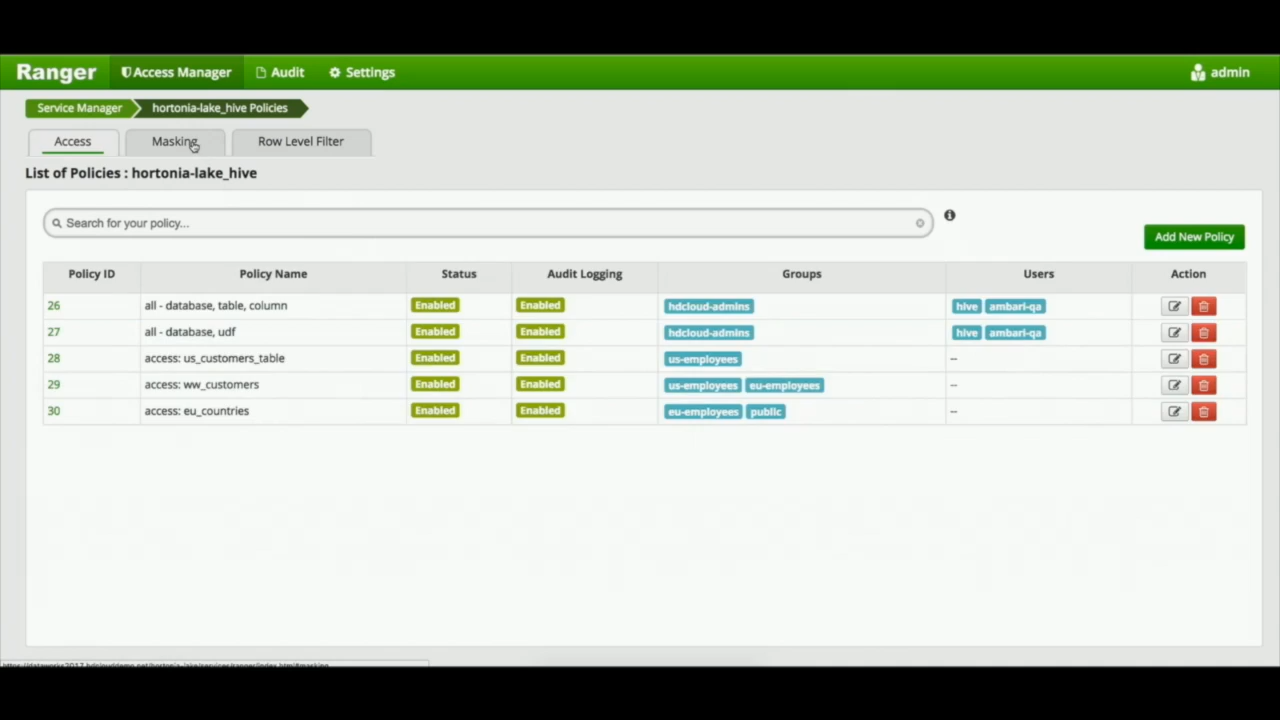 Ranger Access Manager Audit Settings admin
Service Manager hortonia-lake_hive Policies
Access Masking Row Level Filter
List of Policies : hortonia-lake_hive
Search for your policy...
Add New Policy
Policy ID Policy Name Status Audit Logging Groups Users Action
26 all - database, table, column Enabled Enabled hdcloud-admins hive ambari-qa
27 all - database, udf Enabled Enabled hdcloud-admins hive ambari-qa
28 access: us_customers_table Enabled Enabled us-employees --
29 access: ww_customers Enabled Enabled us-employees eu-employees --
30 access: eu_countries Enabled Enabled eu-employees public --